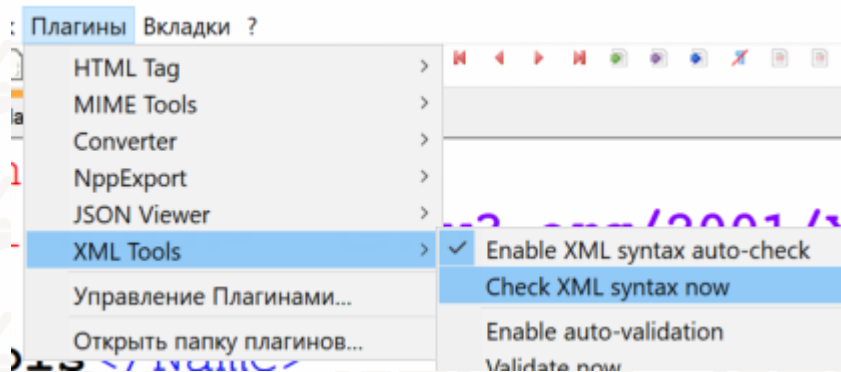 Плагины Вкладки ?
HTML Tag
MIME Tools
Converter
NppExport
JSON Viewer
XML Tools
Управление Плагинами...
Открыть папку плагинов...
Enable XML syntax auto-check
Check XML syntax now
Enable auto-validation
Validate now